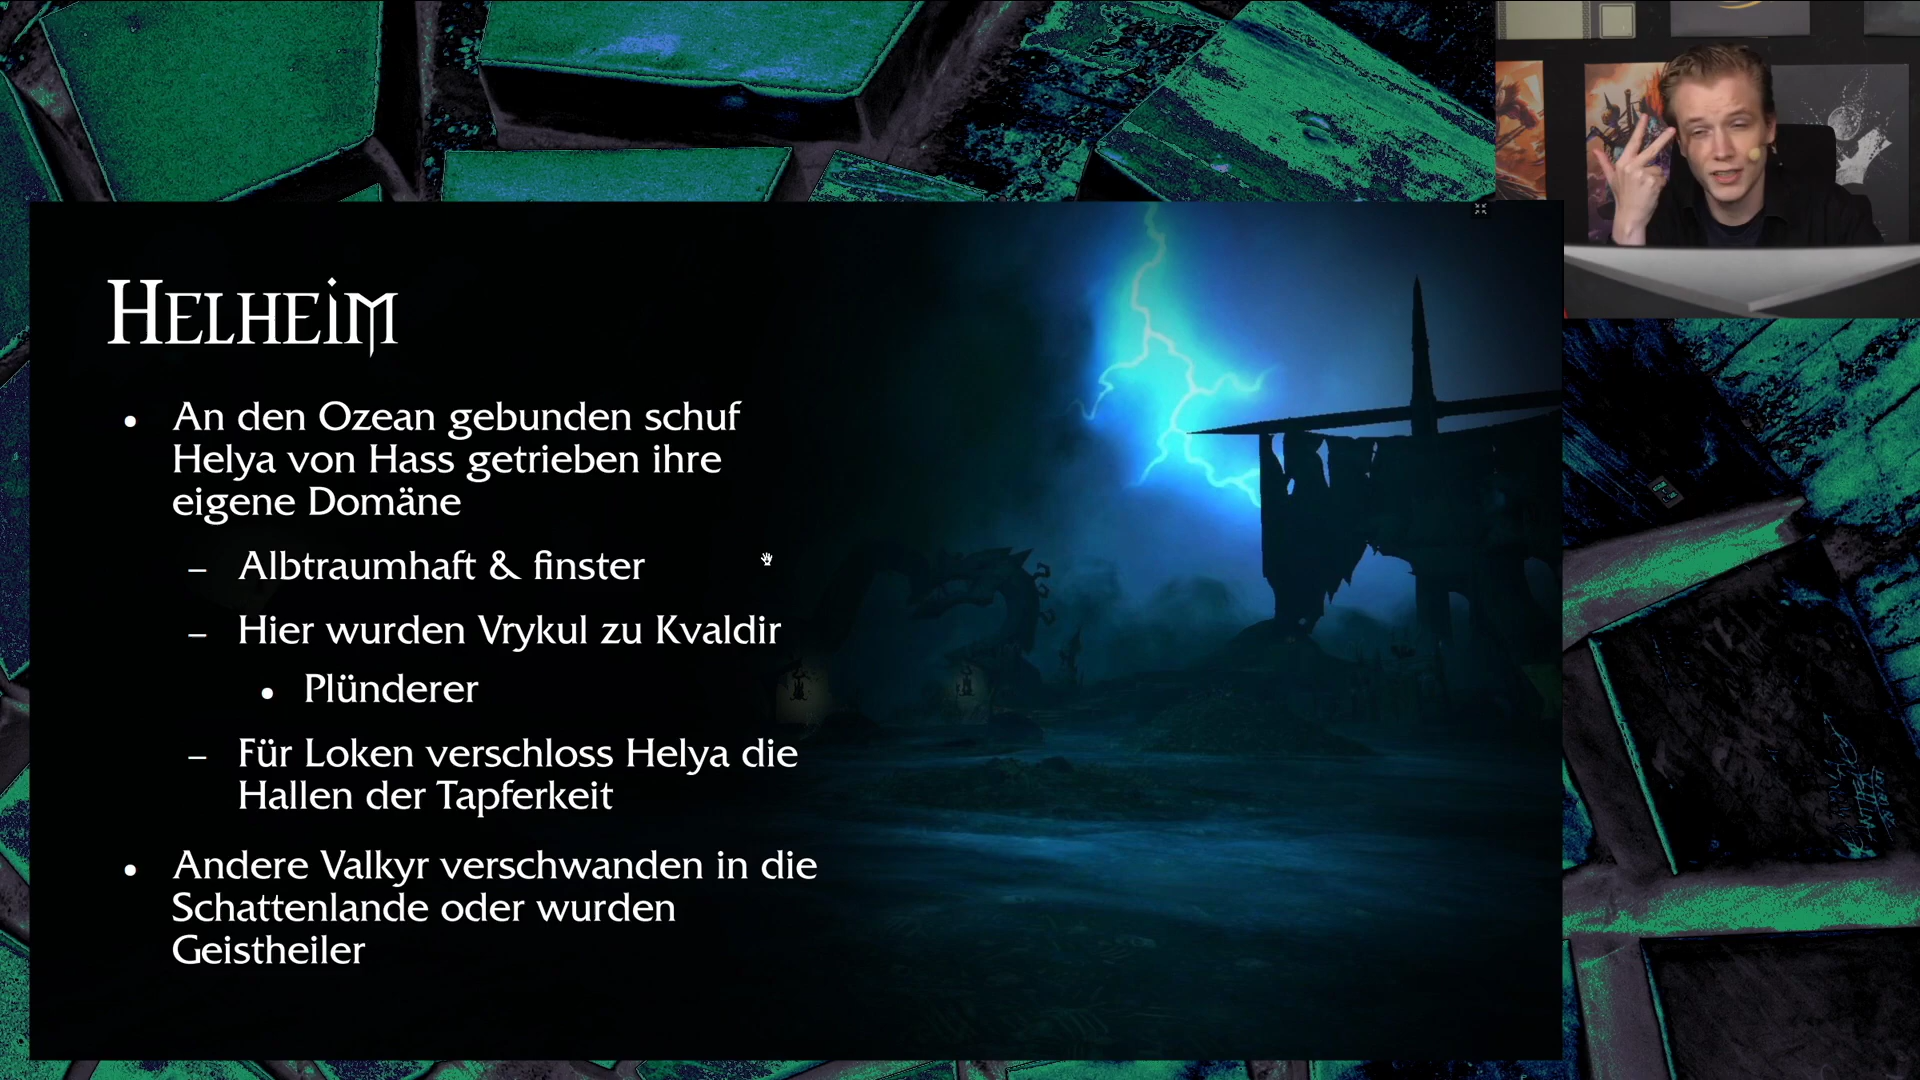 Helheim
• An den Ozean gebunden schuf
Helya von Hass getrieben ihre
eigene Domäne
– Albtraumhaft & finster
– Hier wurden Vrykul zu Kvaldir
• Plünderer
– Für Loken verschloss Helya die
Hallen der Tapferkeit
• Andere Valkyr verschwanden in die
Schattenlande oder wurden
Geistheiler